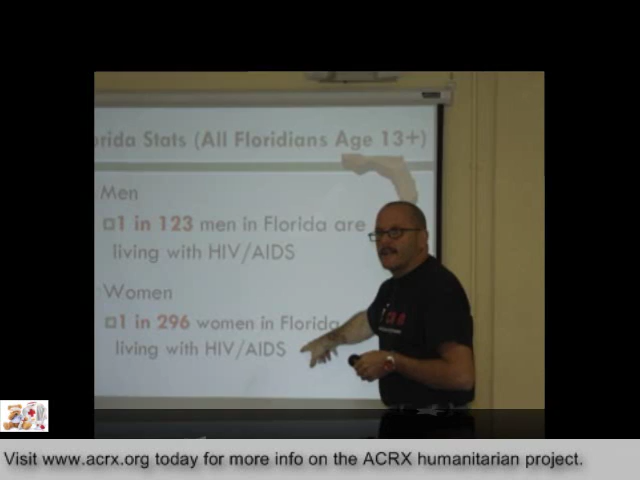 rida Stats (All Floridians Age 13+)
Men
1 in 123 men in Florida are
living with HIV/AIDS
Women
1 in 296 women in Florida
living with HIV/AIDS
Visit www.acrx.org today for more info on the ACRX humanitarian project.